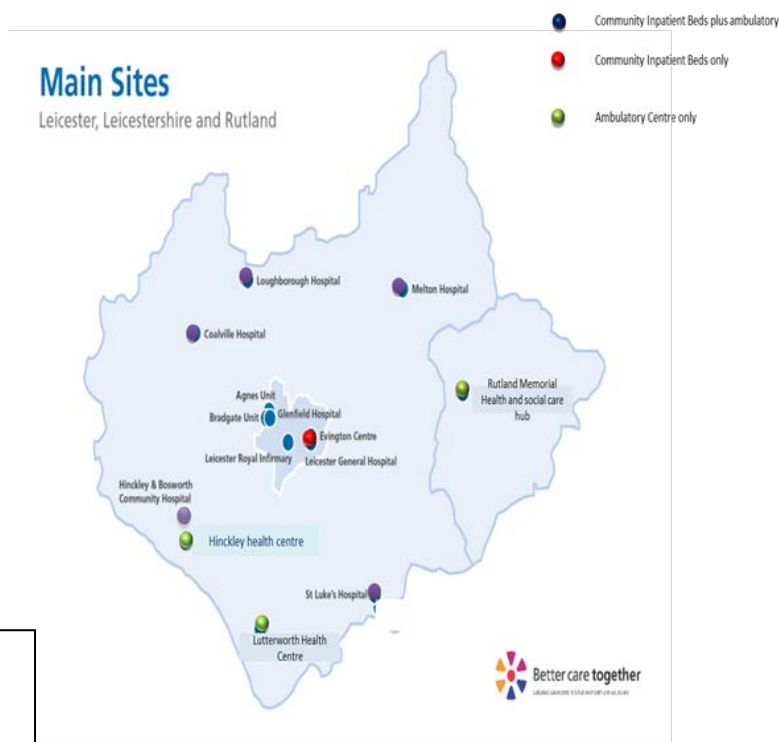 Community Inpatient Beds plus ambulatory
Community Inpatient Beds only
Ambulatory Centre only
Main Sites
Leicester, Leicestershire and Rutland
Loughborough Hospital
Melton Hospital
Coalville Hospital
Rutland Memorial
Health and social care
hub
Agnes Unit
Bradgate Unit
Glenfield Hospital
Evington Centre
Leicester Royal Infirmary
Leicester General Hospital
Hinckley & Bosworth
Community Hospital
Hinckley health centre
St Luke's Hospital
Lutterworth Health
Centre
Better care together